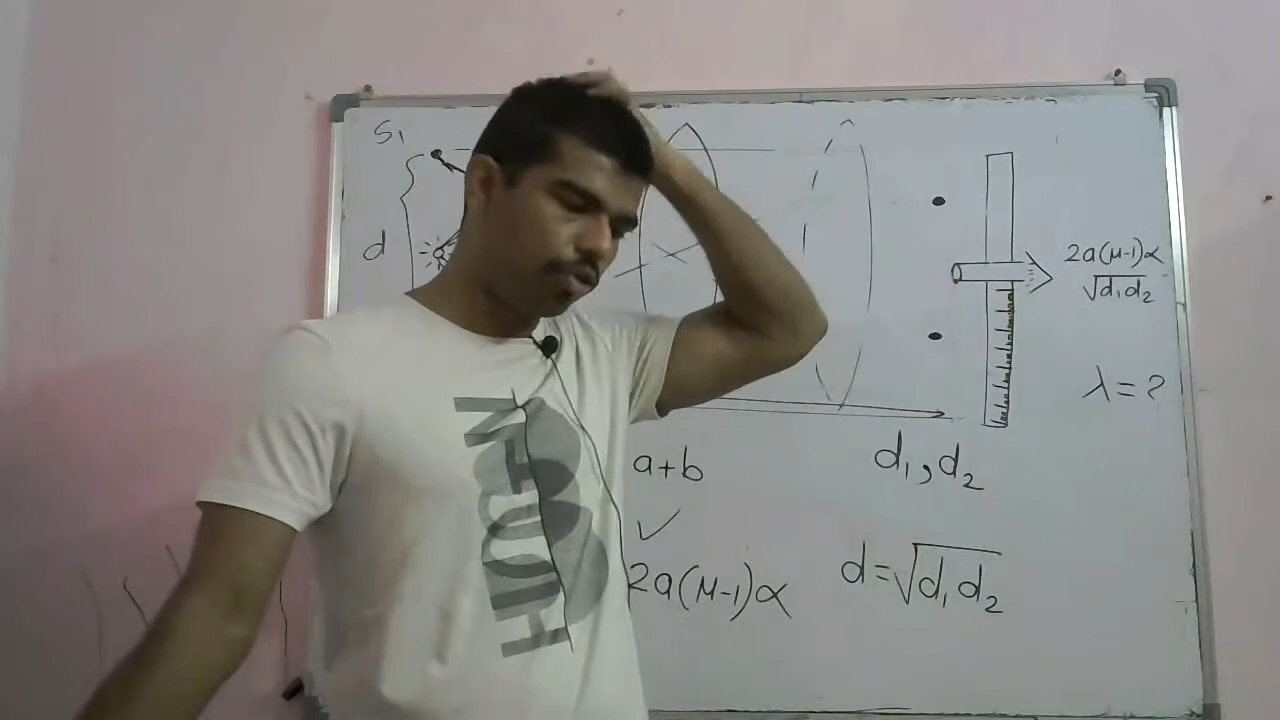 S₁
d
2a(μ-1)α
√d₁d₂
λ = ?
a+b
d₁, d₂
✓
2a(μ-1)α
d=√d₁d₂